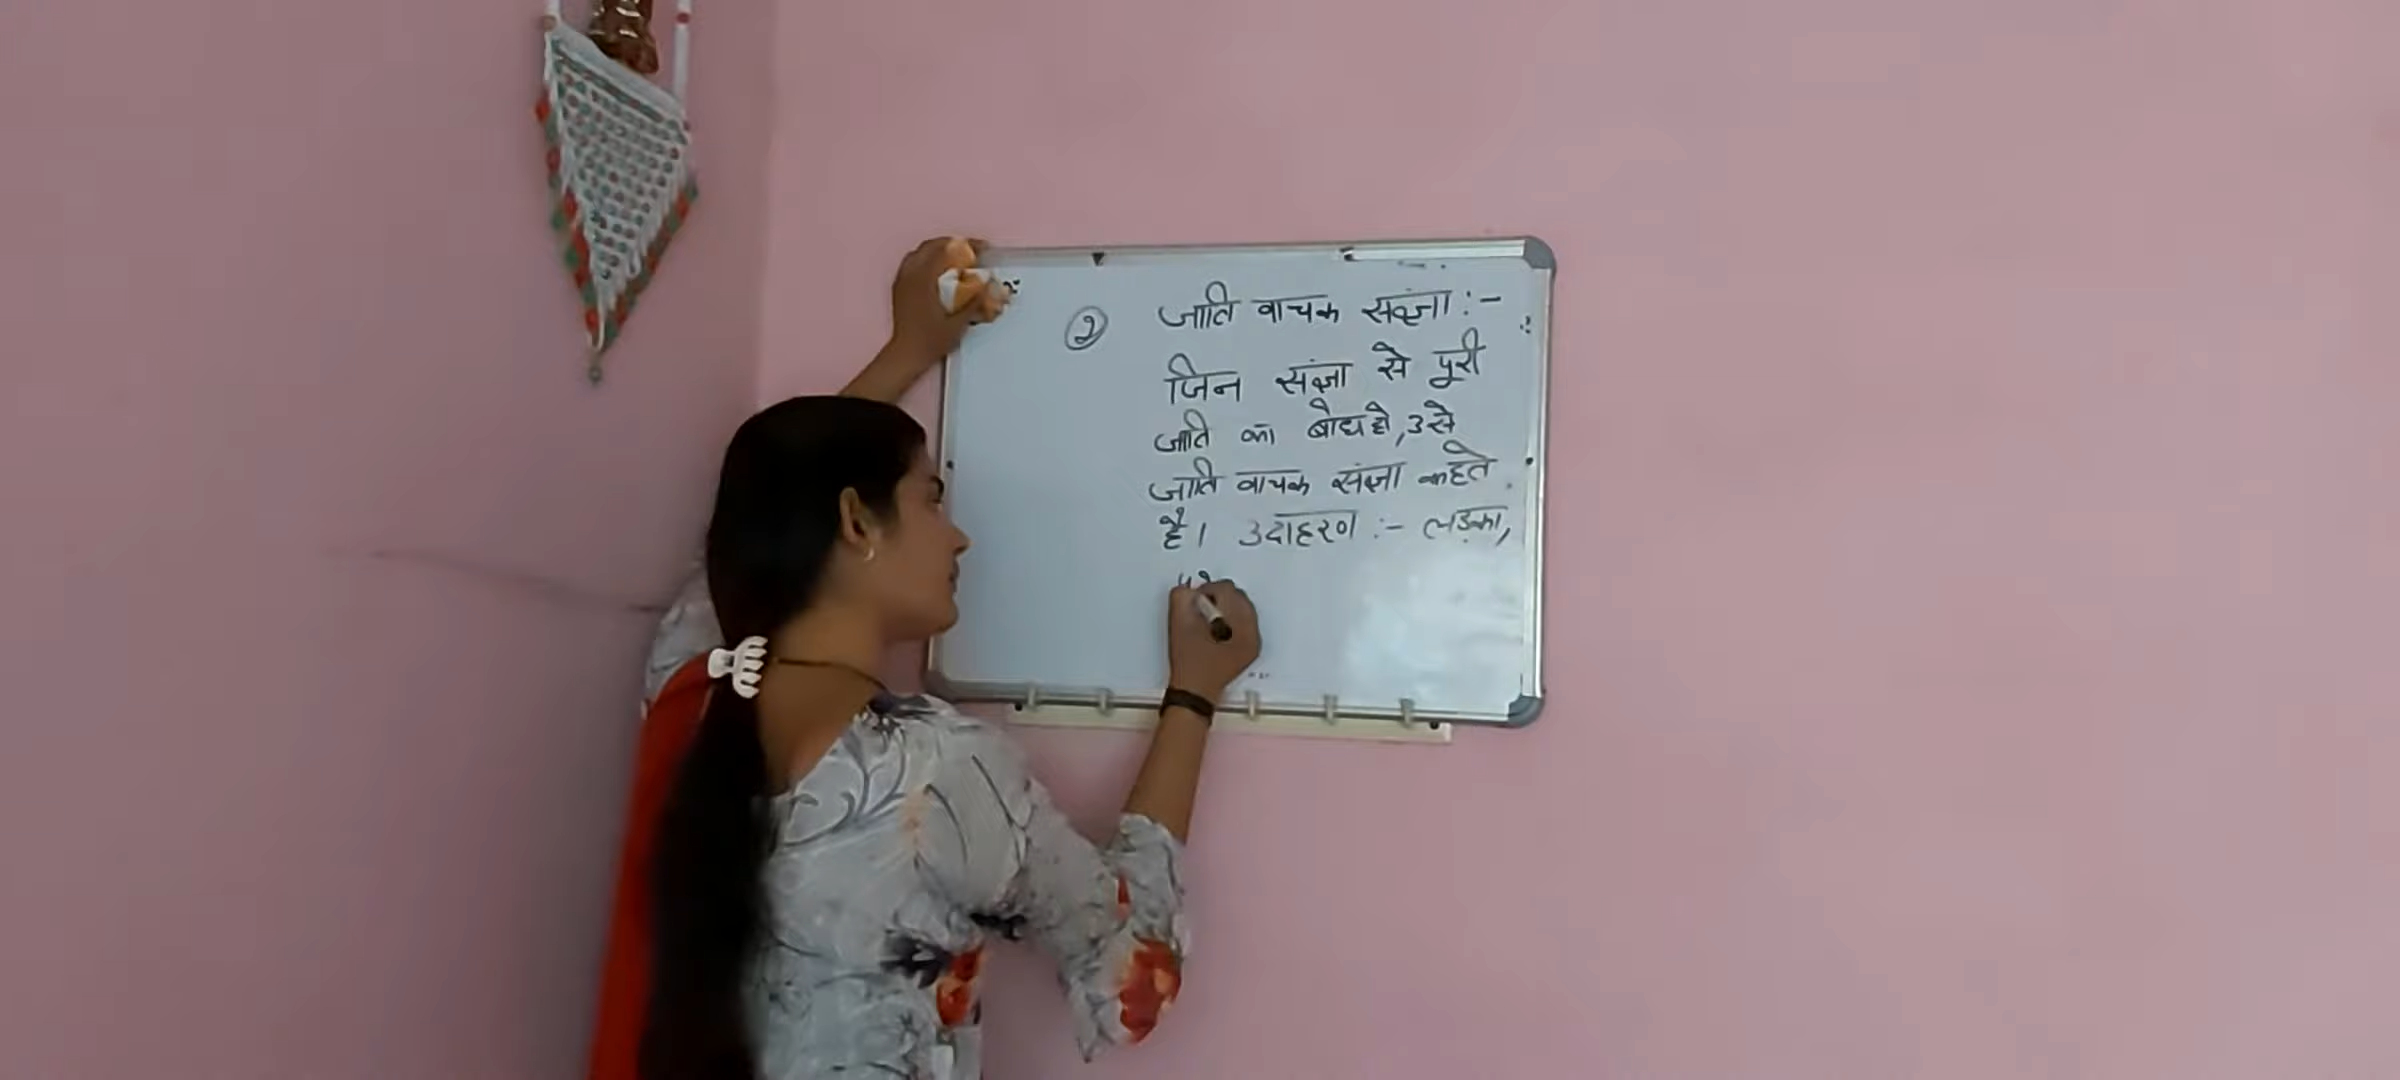 ② जाति वाचक संज्ञा :-
जिन संज्ञा से पूरी
जाति का बोध हो, उसे
जाति वाचक संज्ञा कहते
है। उदाहरण :- लड़का,